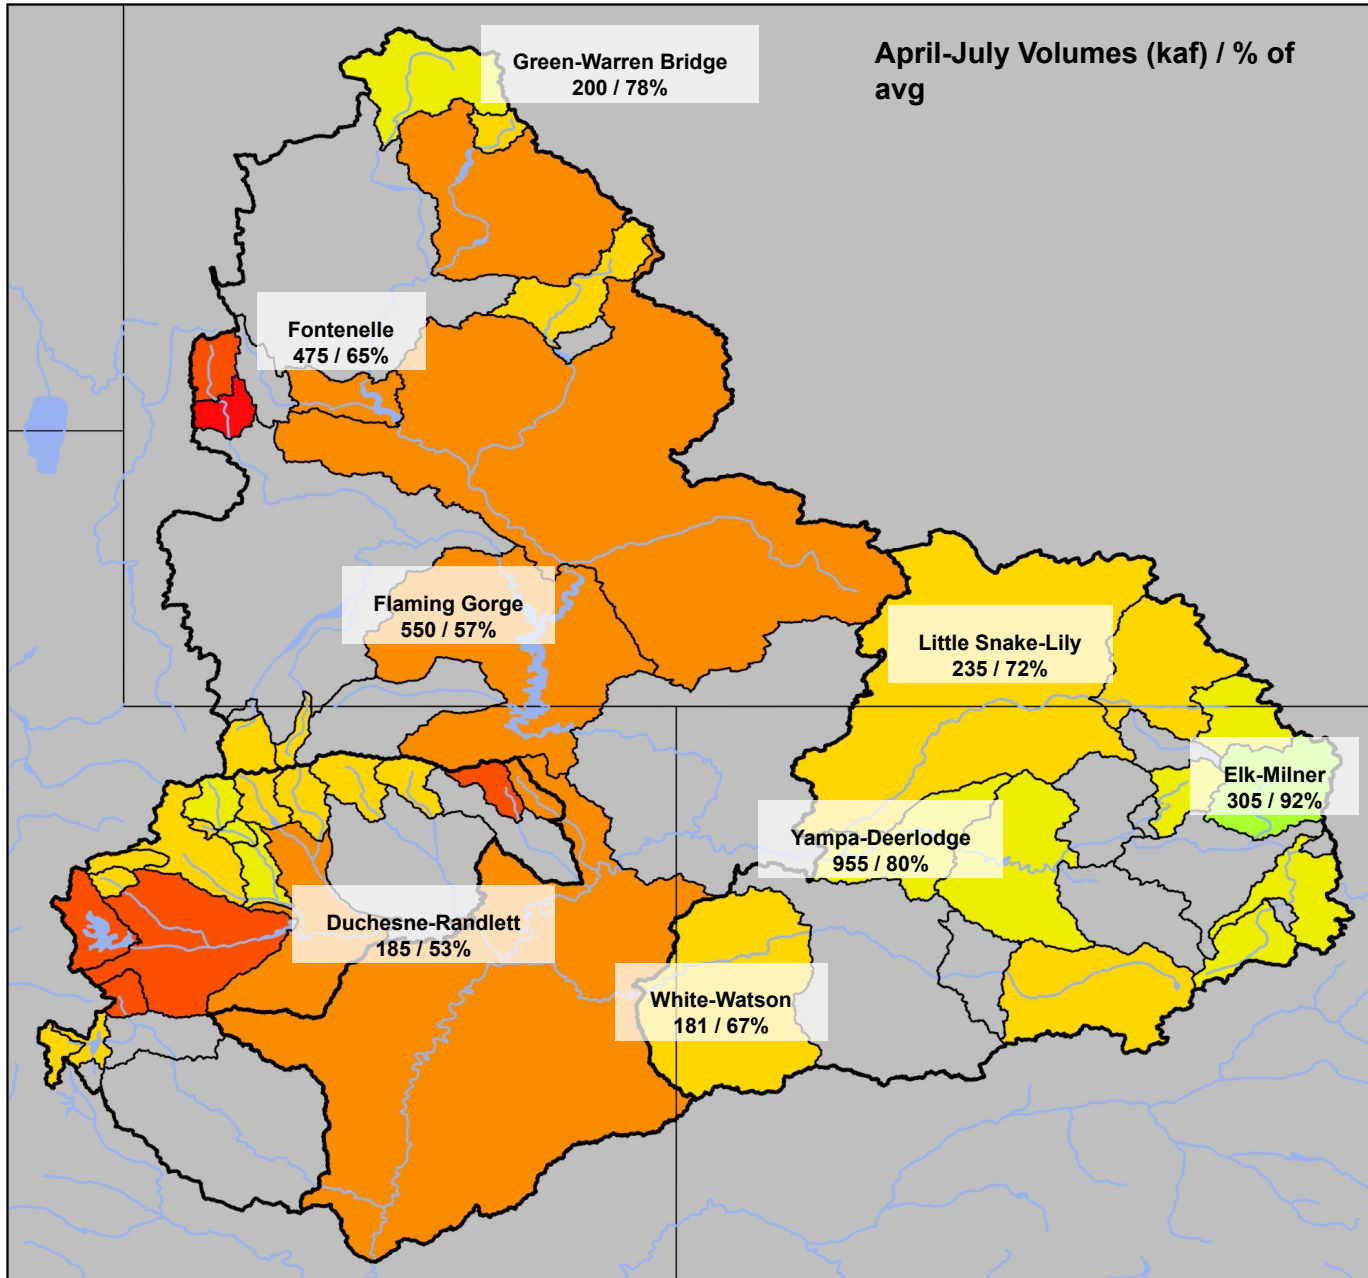 April-July Volumes (kaf) / % of
avg
Green-Warren Bridge
200 / 78%
Fontenelle
475 / 65%
Flaming Gorge
550 / 57%
Little Snake-Lily
235 / 72%
Elk-Milner
305 / 92%
Yampa-Deerlodge
955 / 80%
Duchesne-Randlett
185 / 53%
White-Watson
181 / 67%